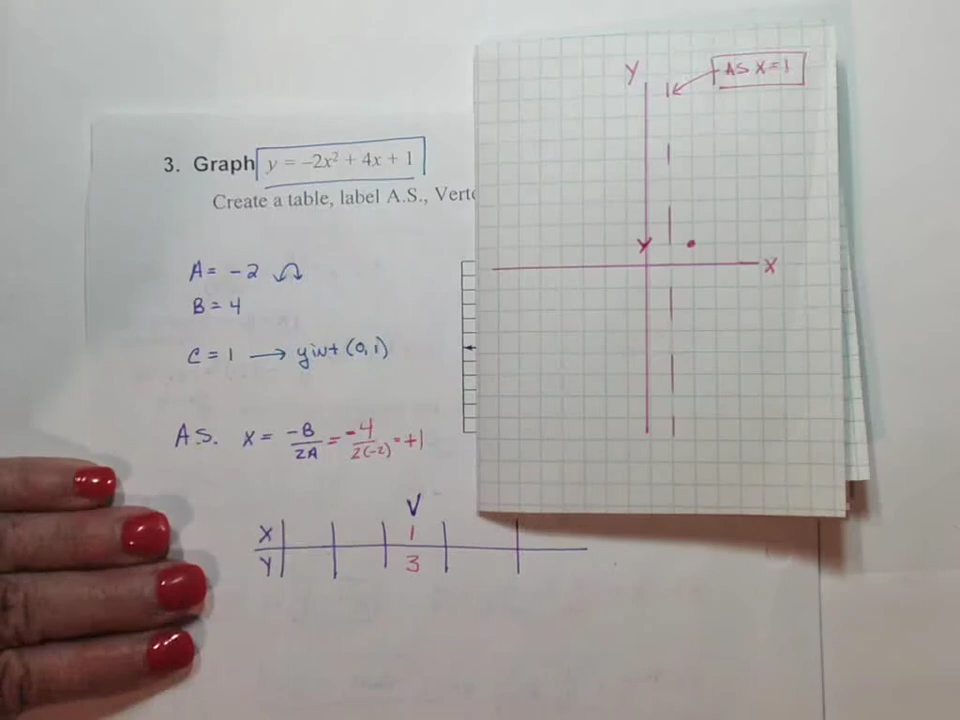 3. Graph y = –2x² + 4x + 1
Create a table, label A.S.,
A = -2
B = 4
C = 1 → y int (0,1)
A.S. X = -B/2A = -4/2(-2) = +1
V
X 1
Y 3
Y
AS X=1
X